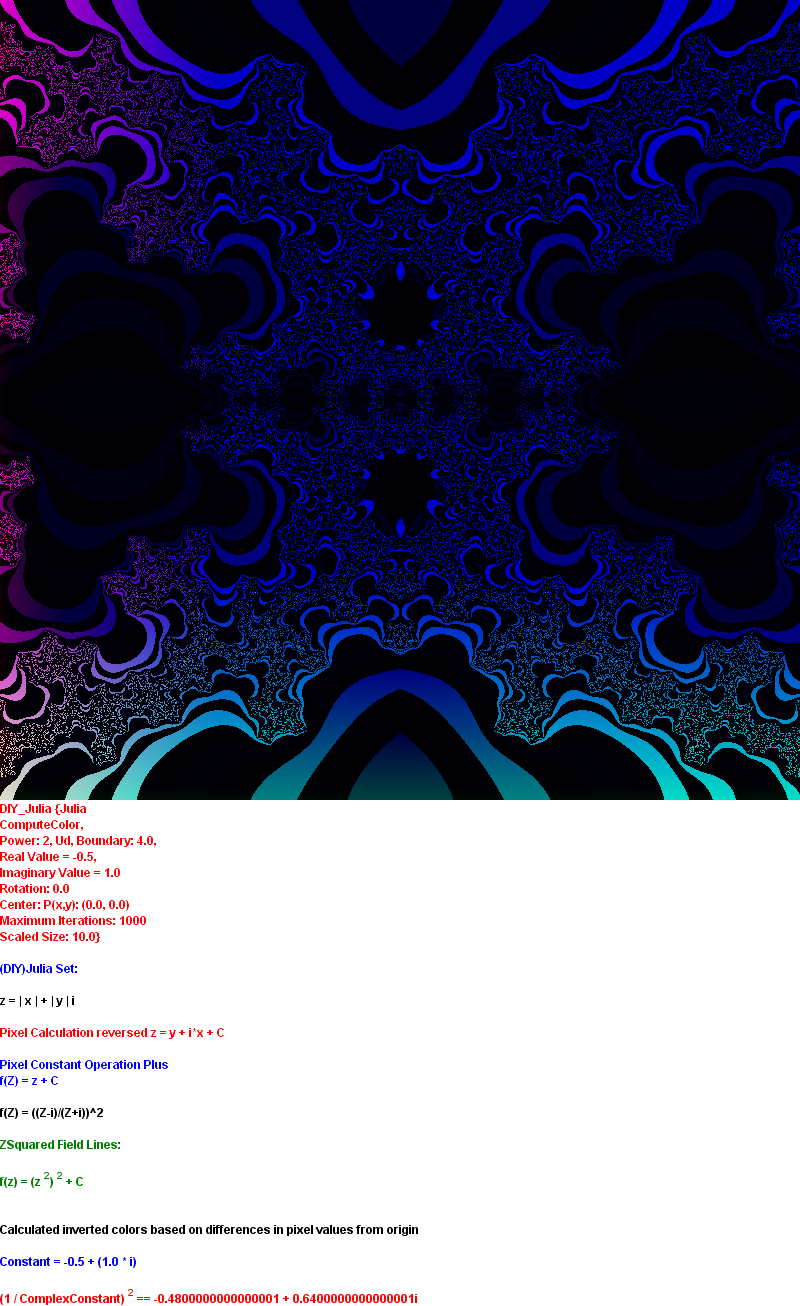 DIY_Julia {Julia
ComputeColor,
Power: 2, Ud, Boundary: 4.0,
Real Value = -0.5,
Imaginary Value = 1.0
Rotation: 0.0
Center: P(x,y): (0.0, 0.0)
Maximum Iterations: 1000
Scaled Size: 10.0}
(DIY)Julia Set:
z = | x | + | y | i
Pixel Calculation reversed z = y + i*x + C
Pixel Constant Operation Plus
f(Z) = z + C
f(Z) = ((Z-i)/(Z+i))^2
ZSquared Field Lines:
f(z) = (z 2) 2 + C
Calculated inverted colors based on differences in pixel values from origin
Constant = -0.5 + (1.0 * i)
(1 / ComplexConstant) 2 == -0.4800000000000001 + 0.6400000000000001i